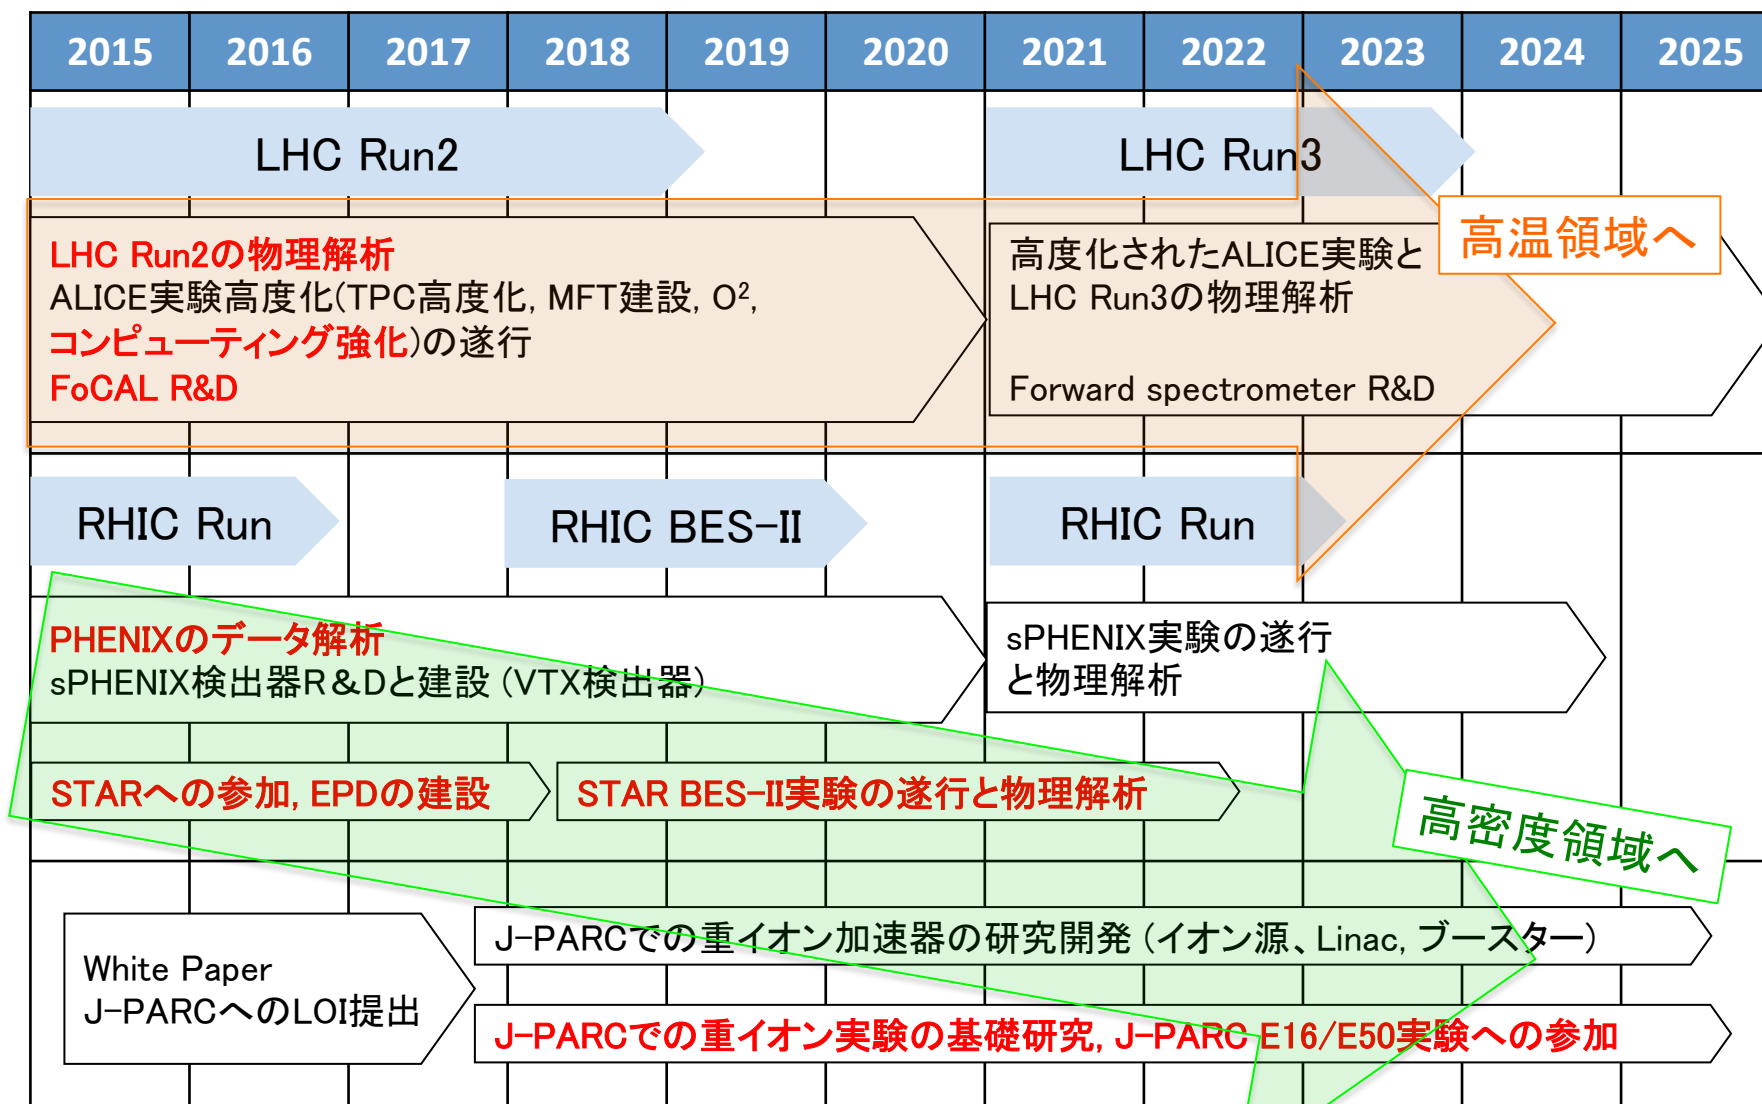 2015 2016 2017 2018 2019 2020 2021 2022 2023 2024 2025
LHC Run2
LHC Run3
高温領域へ
LHC Run2の物理解析
ALICE実験高度化(TPC高度化, MFT建設, O²,
コンピューティング強化)の遂行
FoCAL R&D
高度化されたALICE実験と
LHC Run3の物理解析
Forward spectrometer R&D
RHIC Run
RHIC BES-II
RHIC Run
PHENIXのデータ解析
sPHENIX検出器R&Dと建設 (VTX検出器)
sPHENIX実験の遂行
と物理解析
STARへの参加, EPDの建設
STAR BES-II実験の遂行と物理解析
高密度領域へ
White Paper
J-PARCへのLOI提出
J-PARCでの重イオン加速器の研究開発 (イオン源、Linac, ブースター)
J-PARCでの重イオン実験の基礎研究, J-PARC E16/E50実験への参加